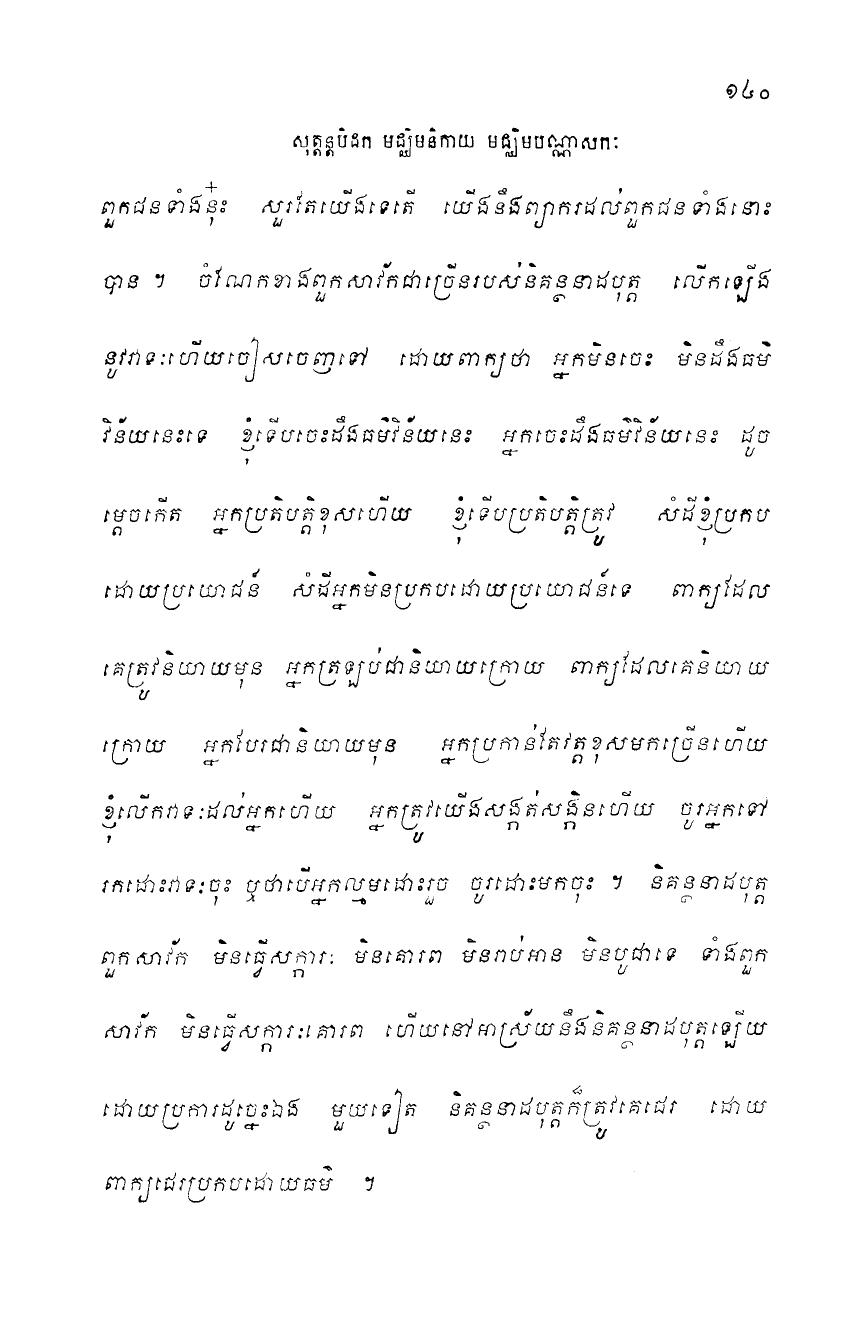 ១៤០
សុត្តន្តបិដក មជ្ឈិមនិកាយ មជ្ឈិមបណ្ណាសកៈ
ពួកជនទាំងនុ៎ះ សួរតែយើងទេតើ យើងនឹងព្យាករដល់ពួកជនទាំងនោះ
បាន ។ ចំណែកខាងពួកសាវ័កជាច្រើនរបស់និគន្ថនាដបុត្ត លើកឡើង
នូវវាទៈហើយចៀសចេញទៅ ដោយពាក្យថា អ្នកមិនចេះ មិនដឹងធម៌
វិន័យនេះទេ ខ្ញុំទើបចេះដឹងធម៌វិន័យនេះ អ្នកចេះដឹងធម៌វិន័យនេះ ដូច
ម្តេចកើត អ្នកប្រតិបត្តិខុសហើយ ខ្ញុំទើបប្រតិបត្តិត្រូវ សំដីខ្ញុំប្រកប
ដោយប្រយោជន៍ សំដីអ្នកមិនប្រកបដោយប្រយោជន៍ទេ ពាក្យដែល
គេត្រូវនិយាយមុន អ្នកត្រឡប់ជានិយាយក្រោយ ពាក្យដែលគេនិយាយ
ក្រោយ អ្នកបែរជានិយាយមុន អ្នកប្រកាន់តែវត្តខុសមកច្រើនហើយ
ខ្ញុំលើកវាទៈដល់អ្នកហើយ អ្នកត្រូវយើងសង្កត់សង្កិនហើយ ចូរអ្នកទៅ
រកដោះវាទៈចុះ ឬថាបើអ្នកល្មមដោះរួច ចូរដោះមកចុះ ។ និគន្ថនាដបុត្ត
ពួកសាវ័ក មិនធ្វើសក្ការៈ មិនគោរព មិនរាប់អាន មិនបូជាទេ ទាំងពួក
សាវ័ក មិនធ្វើសក្ការៈគោរព ហើយនៅអាស្រ័យនឹងនិគន្ថនាដបុត្តឡើយ
ដោយប្រការដូច្នេះឯង មួយទៀត និគន្ថនាដបុត្តក៏ត្រូវគេជេរ ដោយ
ពាក្យជេរប្រកបដោយធម៌ ។